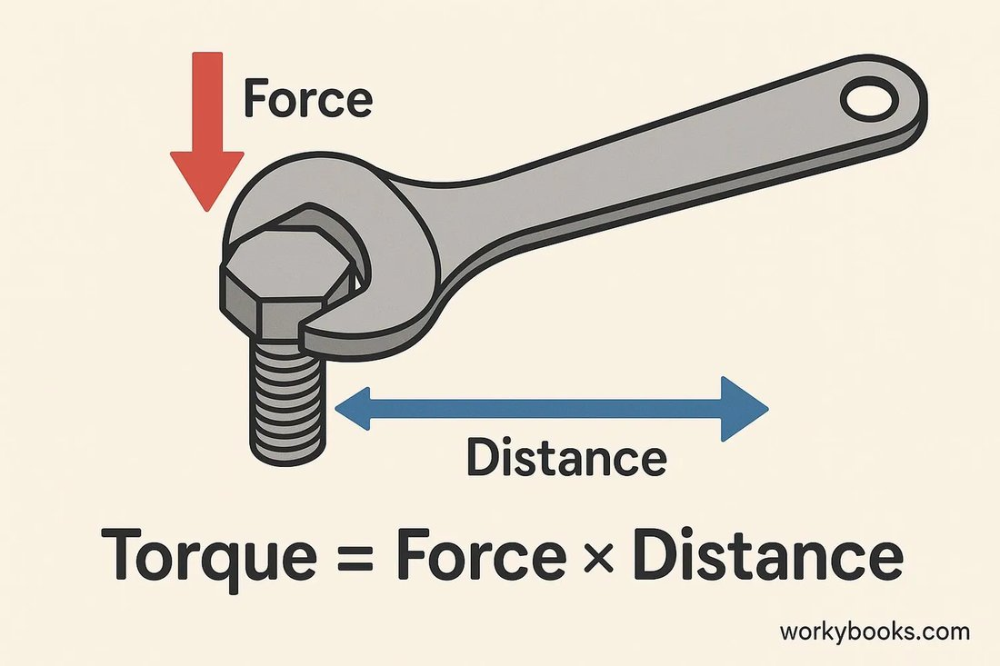 Force
Distance
Torque = Force × Distance
workybooks.com